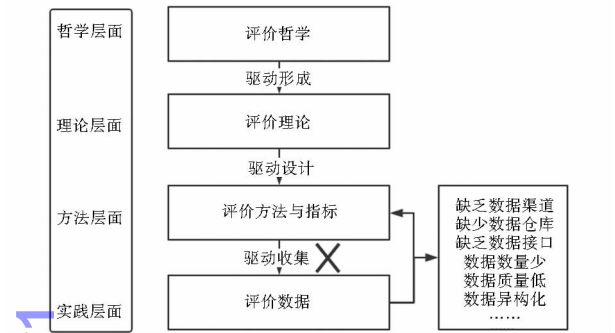 哲学层面
评价哲学
驱动形成
理论层面
评价理论
驱动设计
方法层面
评价方法与指标
驱动收集
实践层面
评价数据
缺乏数据渠道
缺少数据仓库
缺乏数据接口
数据数量少
数据质量低
数据异构化
……